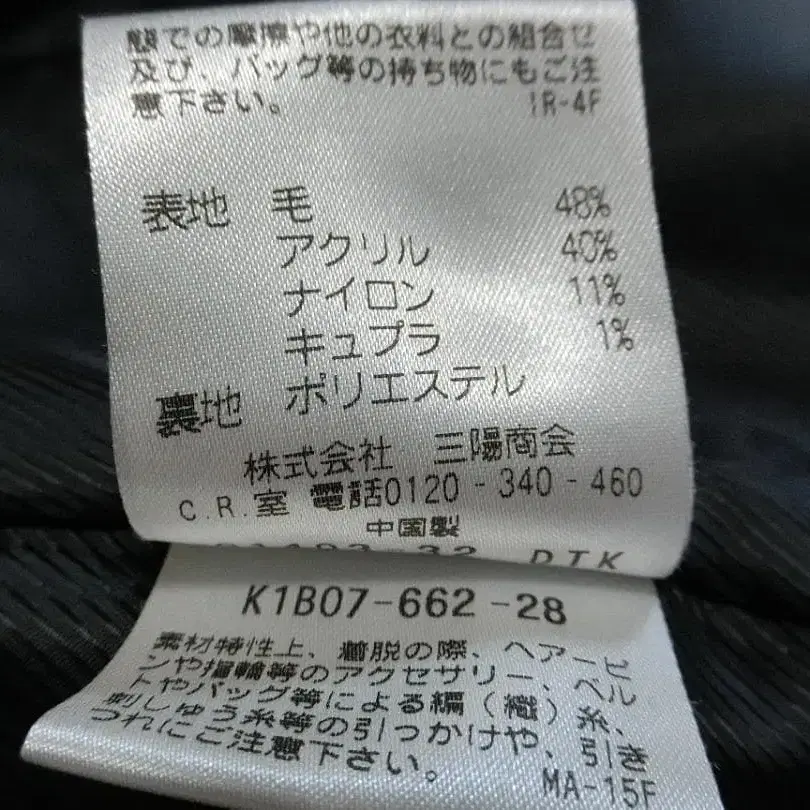 での摩擦や他の衣料との組合せ
及び、バッグ等の持ち物にもご注
意下さい。 IR-4F
表地 毛 48%
アクリル 40%
ナイロン 11%
キュプラ 1%
裏地 ポリエステル
株式会社 三陽商会
C.R.室 電話0120-340-460
中国製
DTK
K1B07-662-28
素材特性上、着脱の際、ヘアーピ
ンや指輪等のアクセサリー、ベル
トやバッグ等による編(織)糸、
刺しゅう糸等の引っかけや、引き
つれにご注意下さい。
MA-15F